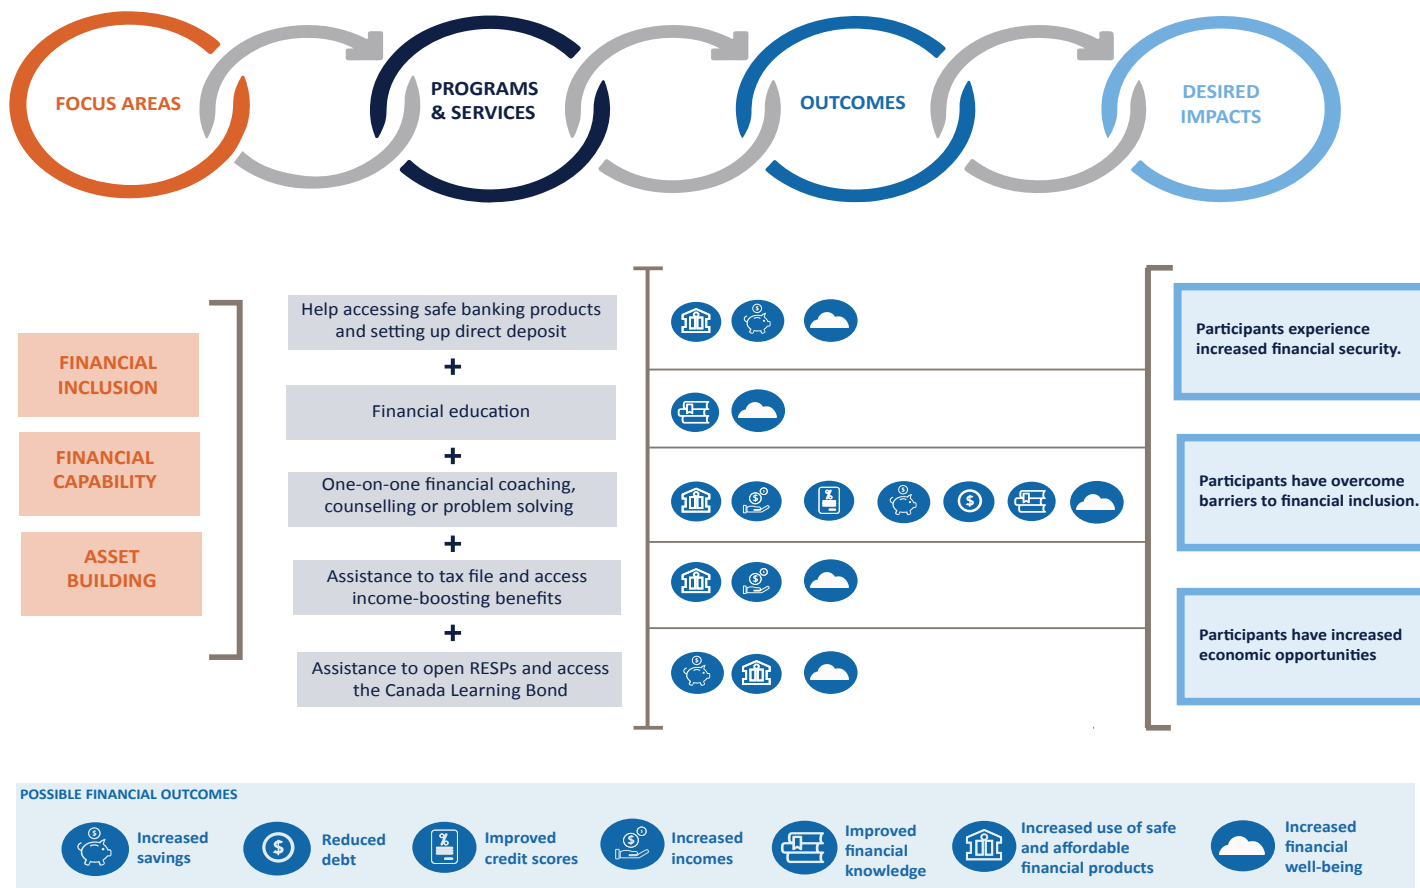 FOCUS AREAS
PROGRAMS
& SERVICES
OUTCOMES
DESIRED
IMPACTS
FINANCIAL
INCLUSION
FINANCIAL
CAPABILITY
ASSET
BUILDING
Help accessing safe banking products
and setting up direct deposit
+
Financial education
+
One-on-one financial coaching,
counselling or problem solving
+
Assistance to tax file and access
income-boosting benefits
+
Assistance to open RESPs and access
the Canada Learning Bond
Participants experience
increased financial security.
Participants have overcome
barriers to financial inclusion.
Participants have increased
economic opportunities
POSSIBLE FINANCIAL OUTCOMES
Increased
savings
Reduced
debt
Improved
credit scores
Increased
incomes
Improved
financial
knowledge
Increased use of safe
and affordable
financial products
Increased
financial
well-being